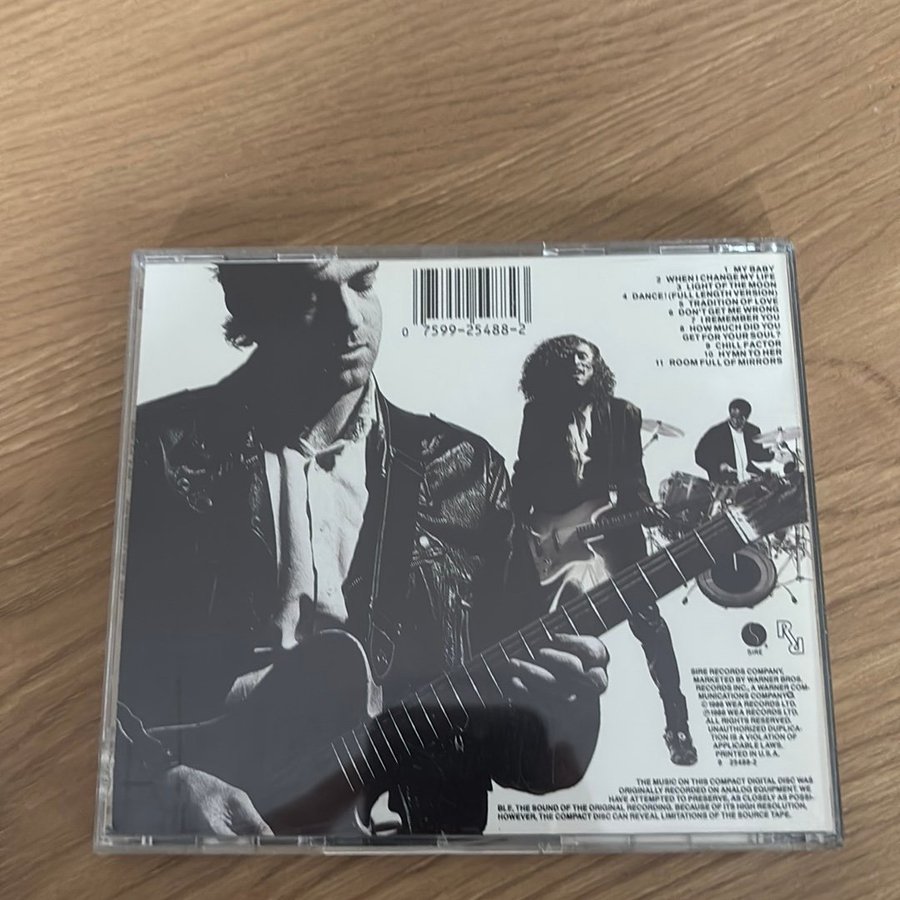 0 7599-25488-2
1 MY BABY
2 WHEN I CHANGE MY LIFE
3 LIGHT OF THE MOON
4 DANCE! (FULL LENGTH VERSION)
5 TRADITION OF LOVE
6 DON'T GET ME WRONG
7 I REMEMBER YOU
8 HOW MUCH DID YOU
GET FOR YOUR SOUL?
9 CHILL FACTOR
10 HYMN TO HER
11 ROOM FULL OF MIRRORS
SIRE
SIRE RECORDS COMPANY,
MARKETED BY WARNER BROS.
RECORDS INC., A WARNER COM-
MUNICATIONS COMPANY
© 1986 WEA RECORDS LTD.
℗ 1986 WEA RECORDS LTD.
ALL RIGHTS RESERVED.
UNAUTHORIZED DUPLICA-
TION IS A VIOLATION OF
APPLICABLE LAWS.
PRINTED IN U.S.A.
9 25488-2
THE MUSIC ON THIS COMPACT DIGITAL DISC WAS
ORIGINALLY RECORDED ON ANALOG EQUIPMENT. WE
HAVE ATTEMPTED TO PRESERVE, AS CLOSELY AS POSSI-
BLE, THE SOUND OF THE ORIGINAL RECORDING. BECAUSE OF ITS HIGH RESOLUTION,
HOWEVER, THE COMPACT DISC CAN REVEAL LIMITATIONS OF THE SOURCE TAPE.